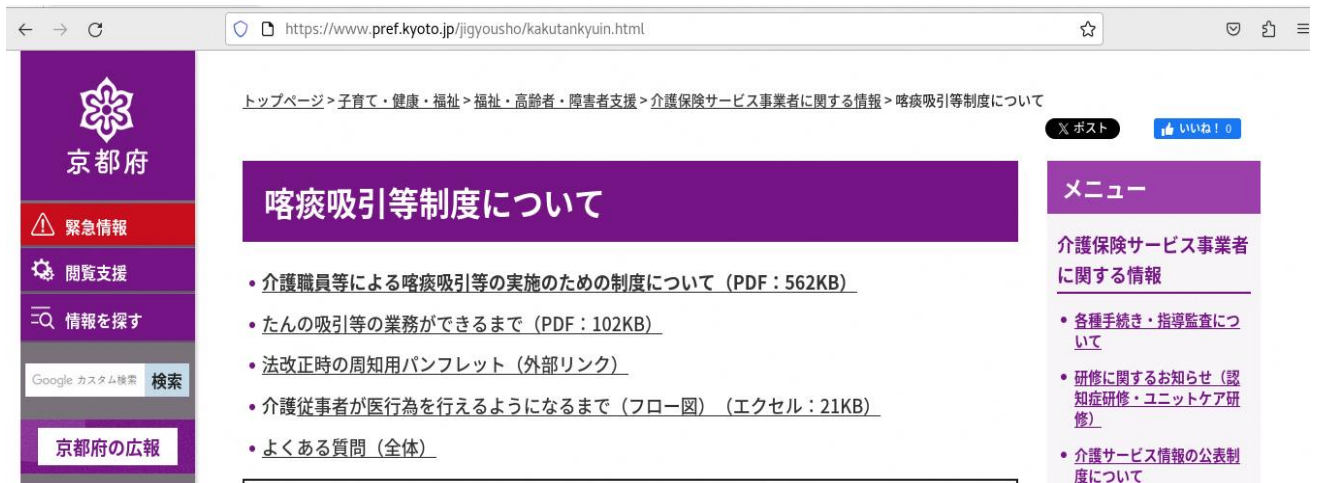 https://www.pref.kyoto.jp/jigyousho/kakutankyuin.html
京都府
緊急情報
閲覧支援
情報を探す
Google カスタム検索 検索
京都府の広報
トップページ > 子育て・健康・福祉 > 福祉・高齢者・障害者支援 > 介護保険サービス事業者に関する情報 > 喀痰吸引等制度について
X ポスト
いいね！ 0
喀痰吸引等制度について
• 介護職員等による喀痰吸引等の実施のための制度について（PDF：562KB）
• たんの吸引等の業務ができるまで（PDF：102KB）
• 法改正時の周知用パンフレット（外部リンク）
• 介護従事者が医行為を行えるようになるまで（フロー図）（エクセル：21KB）
• よくある質問（全体）
メニュー
介護保険サービス事業者
に関する情報
• 各種手続き・指導監査につ
いて
• 研修に関するお知らせ（認
知症研修・ユニットケア研
修）
• 介護サービス情報の公表制
度について